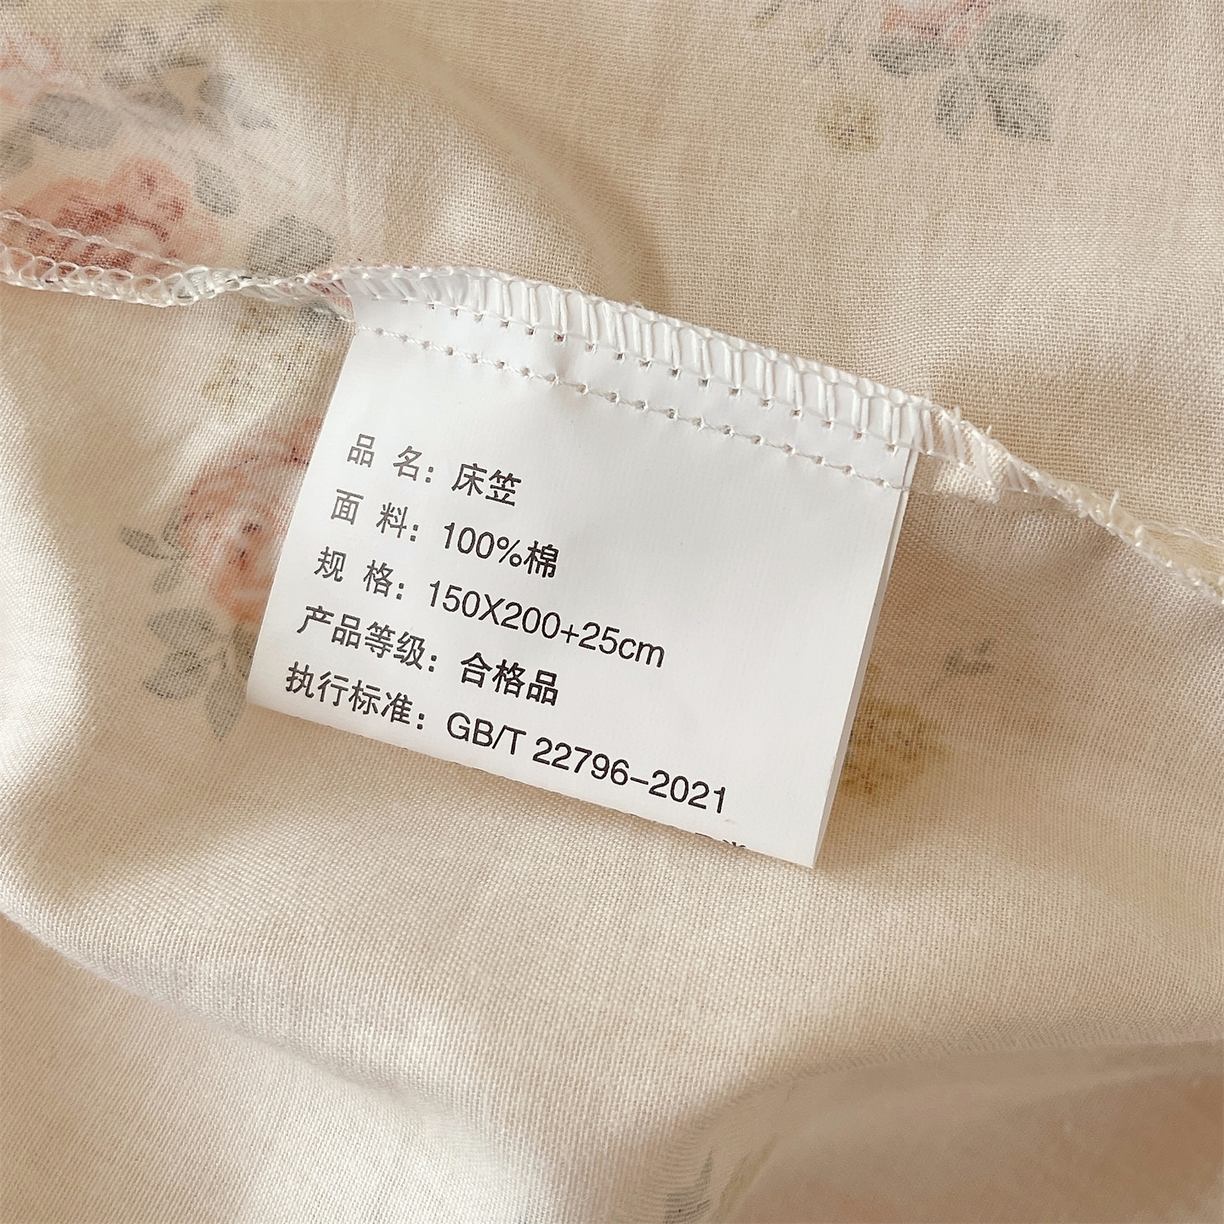 品 名：床笠
面 料：100%棉
规 格：150X200+25cm
产品等级：合格品
执行标准：GB/T 22796-2021